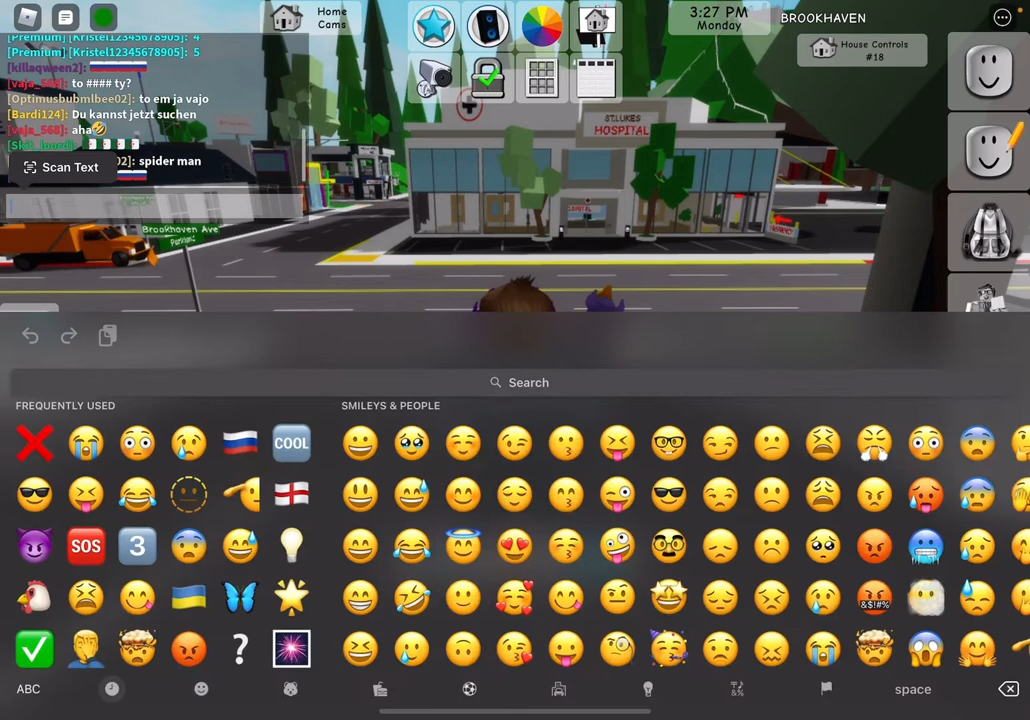 Home
Cams
3:27 PM
Monday
BROOKHAVEN
House Controls
#18
[Premium] [Kristel12345678905]: 4
[Premium] [Kristel12345678905]: 5
[killaqween2]:
[vaja_568]: to #### ty?
[Optimusbubmlbee02]: to em ja vajo
[Bardi124]: Du kannst jetzt suchen
[vaja_568]: aha🤣
02]: spider man
Scan Text
ST.LUKES
HOSPITAL
Brookhaven Ave
Search
FREQUENTLY USED
SMILEYS & PEOPLE
COOL
SOS
3
&$!#%
ABC
space